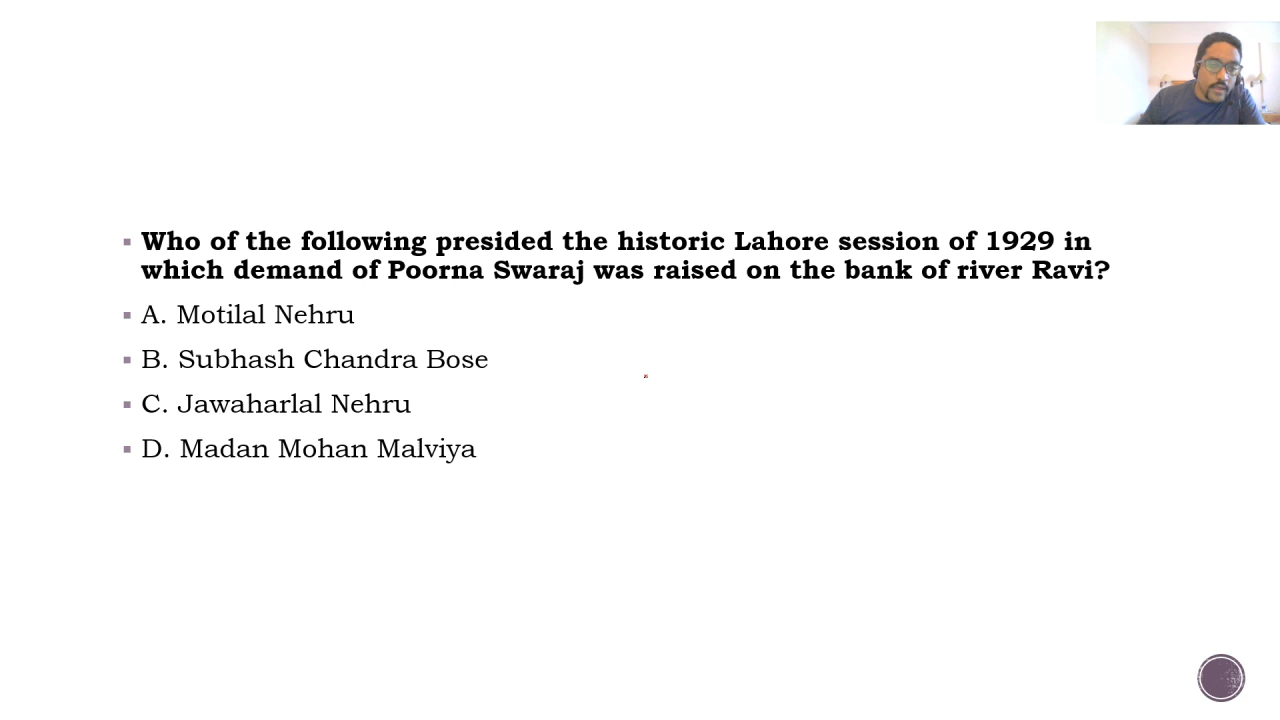 Who of the following presided the historic Lahore session of 1929 in
which demand of Poorna Swaraj was raised on the bank of river Ravi?
A. Motilal Nehru
B. Subhash Chandra Bose
C. Jawaharlal Nehru
D. Madan Mohan Malviya